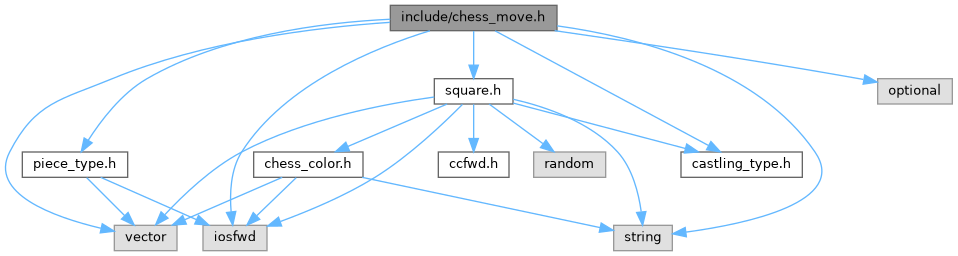 include/chess_move.h
square.h
optional
piece_type.h
chess_color.h
ccfwd.h
random
castling_type.h
vector
iosfwd
string